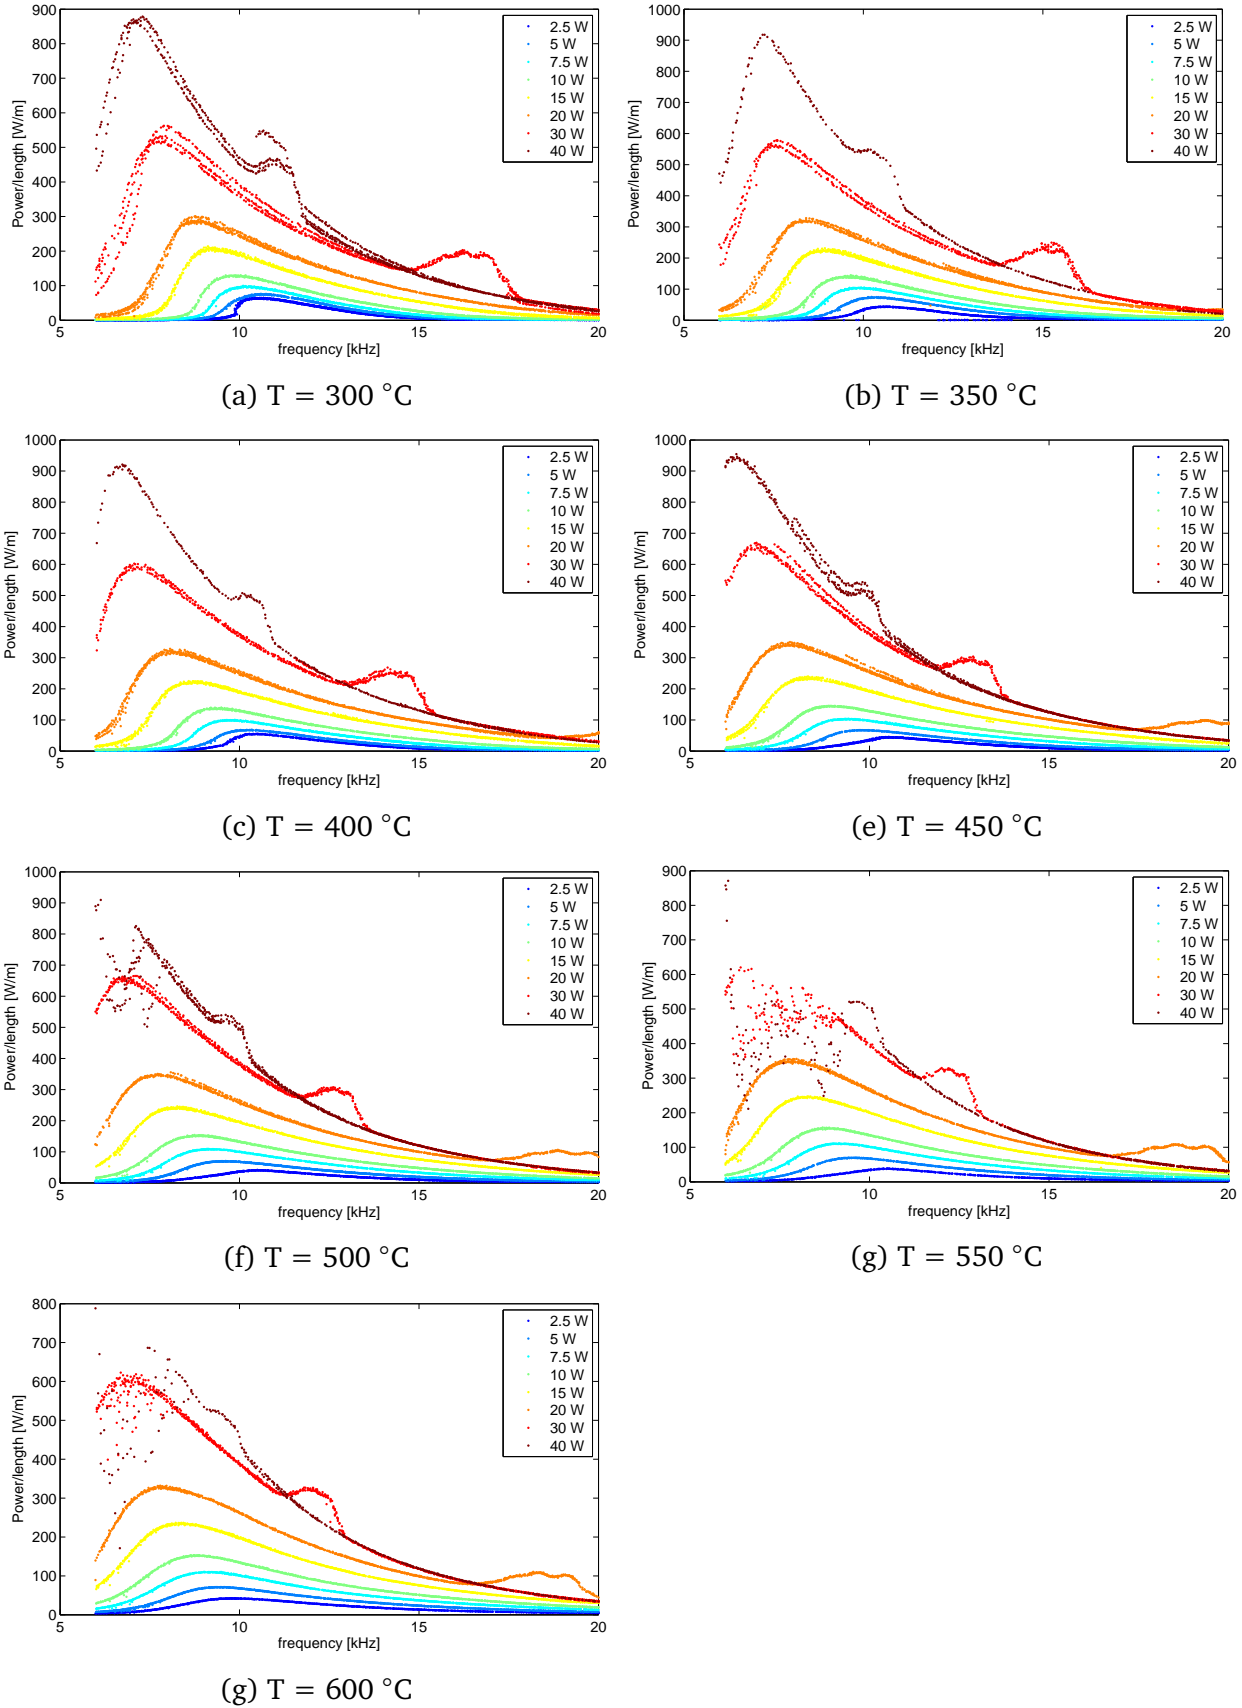 900
800
700
600
500
400
300
200
100
0
5
10
15
20
Power/length [W/m]
frequency [kHz]
2.5 W
5 W
7.5 W
10 W
15 W
20 W
30 W
40 W
(a) T = 300 °C
1000
900
800
700
600
500
400
300
200
100
0
5
10
15
20
Power/length [W/m]
frequency [kHz]
2.5 W
5 W
7.5 W
10 W
15 W
20 W
30 W
40 W
(b) T = 350 °C
1000
900
800
700
600
500
400
300
200
100
0
5
10
15
20
Power/length [W/m]
frequency [kHz]
2.5 W
5 W
7.5 W
10 W
15 W
20 W
30 W
40 W
(c) T = 400 °C
1000
900
800
700
600
500
400
300
200
100
0
5
10
15
20
Power/length [W/m]
frequency [kHz]
2.5 W
5 W
7.5 W
10 W
15 W
20 W
30 W
40 W
(e) T = 450 °C
1000
900
800
700
600
500
400
300
200
100
0
5
10
15
20
Power/length [W/m]
frequency [kHz]
2.5 W
5 W
7.5 W
10 W
15 W
20 W
30 W
40 W
(f) T = 500 °C
900
800
700
600
500
400
300
200
100
0
5
10
15
20
Power/length [W/m]
frequency [kHz]
2.5 W
5 W
7.5 W
10 W
15 W
20 W
30 W
40 W
(g) T = 550 °C
800
700
600
500
400
300
200
100
0
5
10
15
20
Power/length [W/m]
frequency [kHz]
2.5 W
5 W
7.5 W
10 W
15 W
20 W
30 W
40 W
(g) T = 600 °C